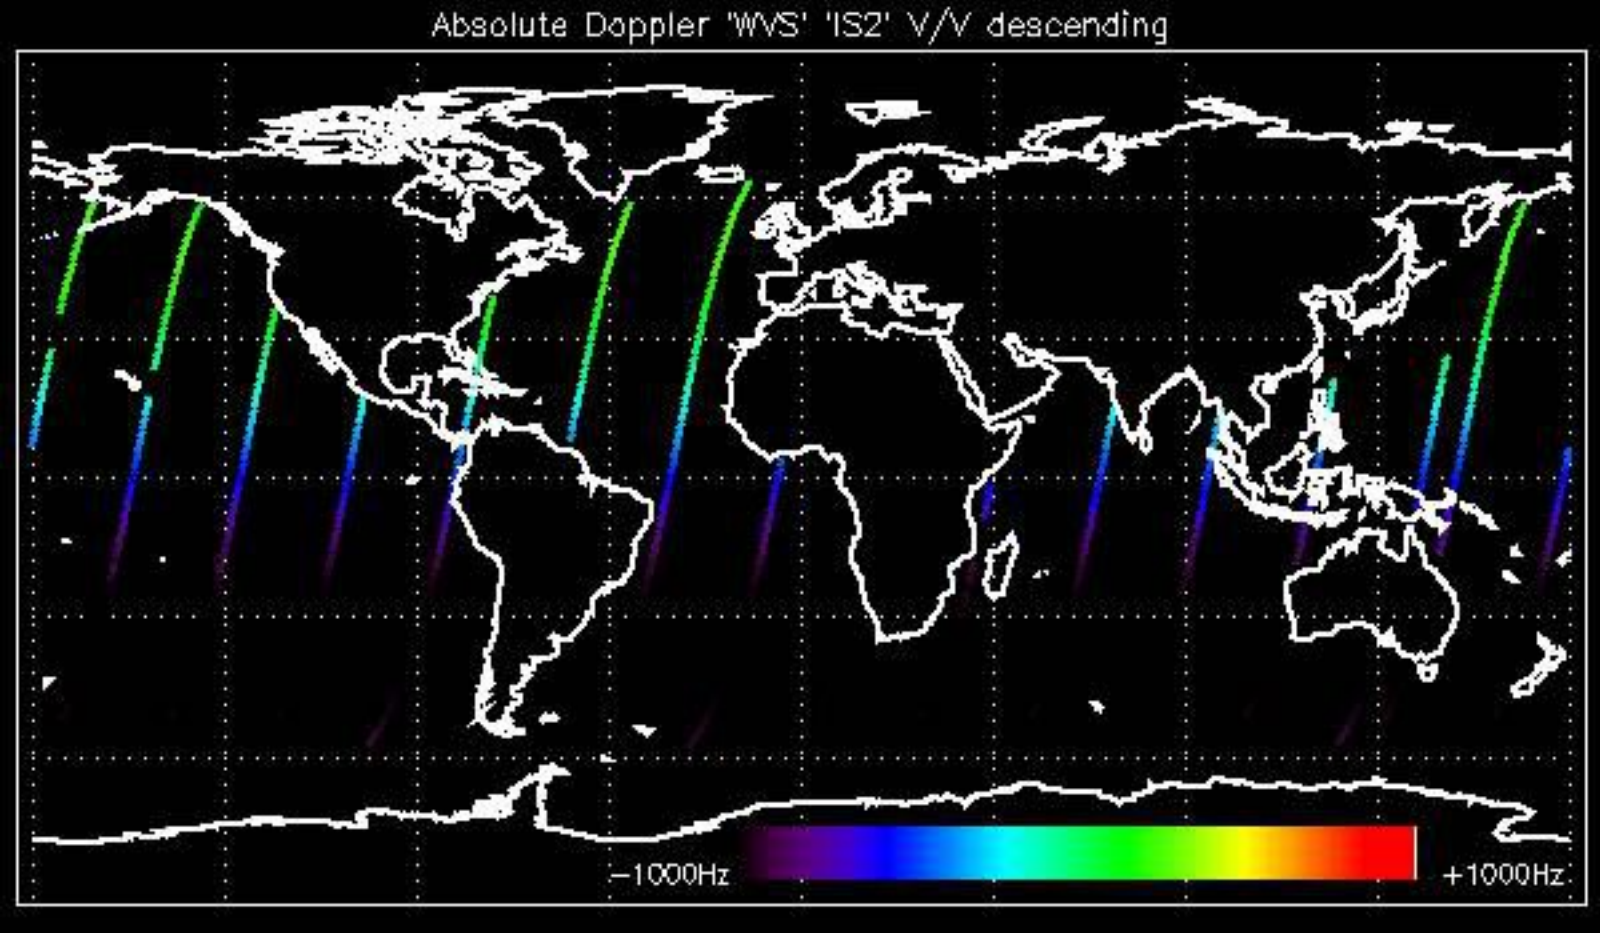 Absolute Doppler 'WVS' 'IS2' V/V descending
-1000Hz +1000Hz